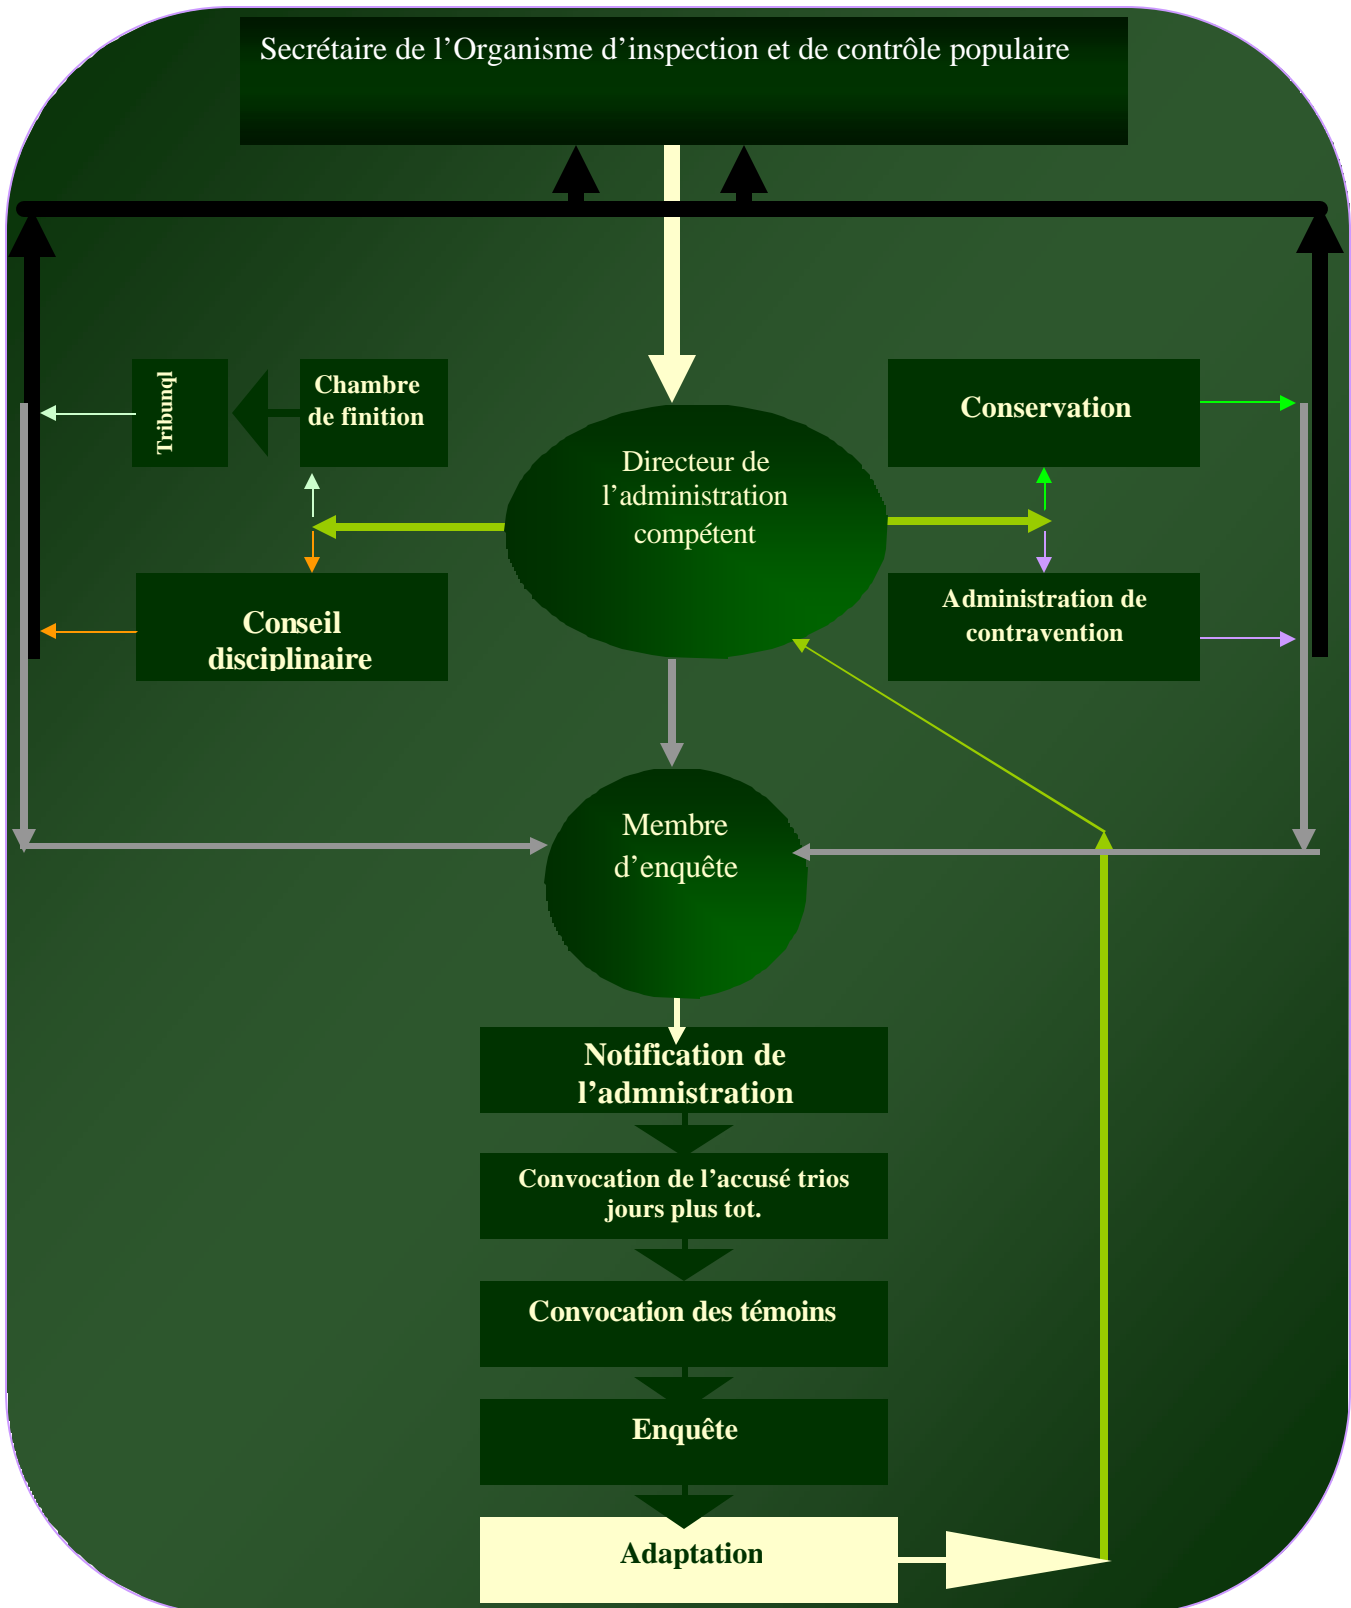 Secrétaire de l’Organisme d’inspection et de contrôle populaire
Tribunql
Chambre
de finition
Conservation
Directeur de
l’administration
compétent
Conseil
disciplinaire
Administration de
contravention
Membre
d’enquête
Notification de
l’admnistration
Convocation de l’accusé trios
jours plus tot.
Convocation des témoins
Enquête
Adaptation